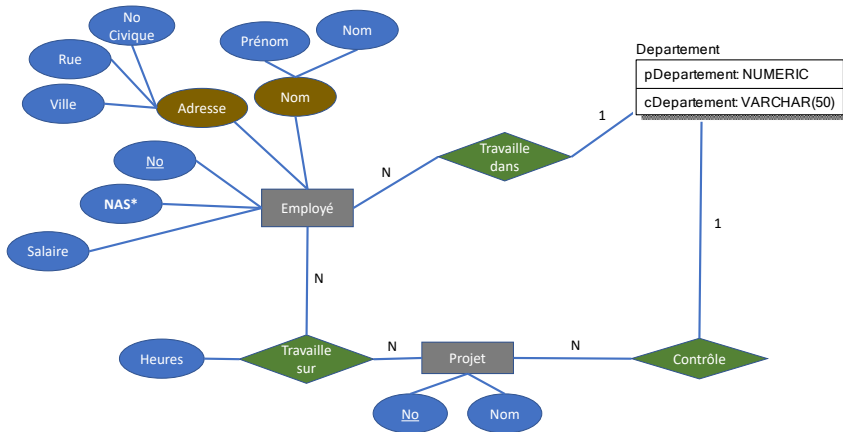 No
Civique
Prénom
Nom
Rue
Ville
Adresse
Nom
Departement
pDepartement: NUMERIC
cDepartement: VARCHAR(50)
1
Travaille
dans
No
N
NAS*
Employé
Salaire
1
N
Heures
Travaille
sur
N
Projet
N
Contrôle
No
Nom